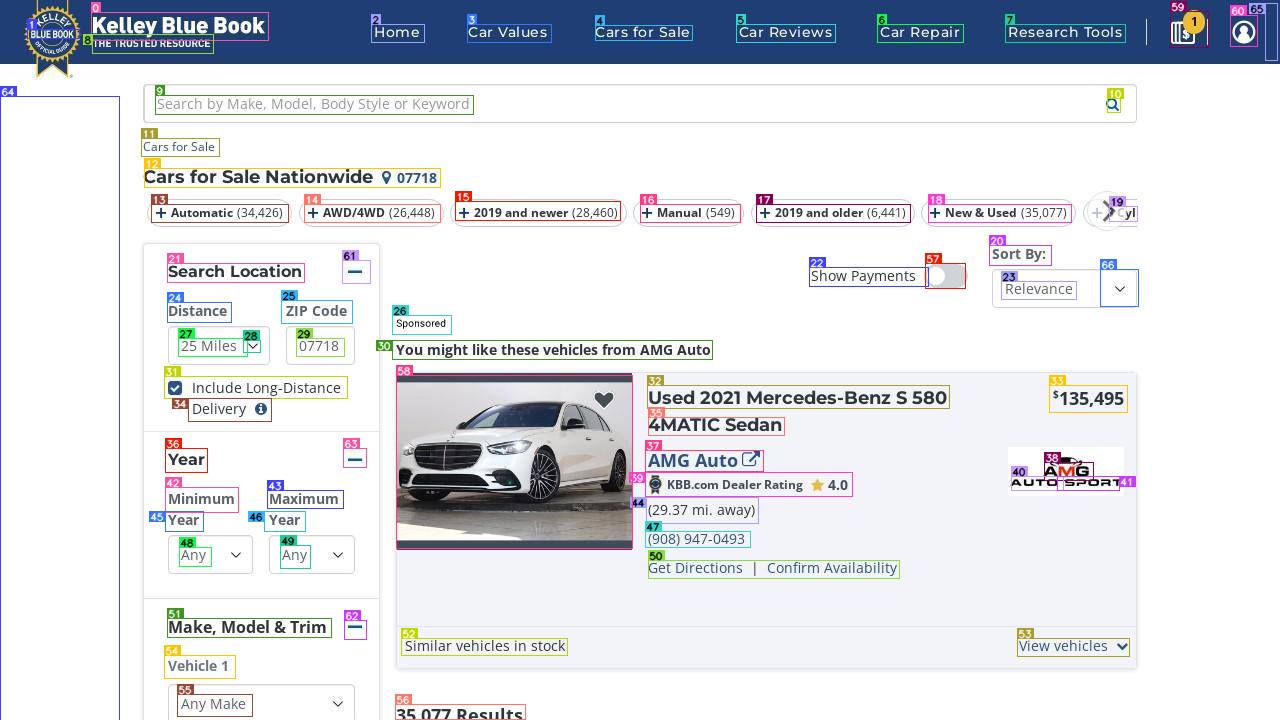 Kelley Blue Book
THE TRUSTED RESOURCE
KELLEY
BLUE BOOK
OFFICIAL GUIDE
Home
Car Values
Cars for Sale
Car Reviews
Car Repair
Research Tools
1
Search by Make, Model, Body Style or Keyword
Cars for Sale
Cars for Sale Nationwide 07718
Automatic (34,426)
AWD/4WD (26,448)
2019 and newer (28,460)
Manual (549)
2019 and older (6,441)
New & Used (35,077)
Cyl
Search Location
Distance
ZIP Code
25 Miles
07718
Include Long-Distance
Delivery
Year
Minimum
Year
Maximum
Year
Any
Any
Make, Model & Trim
Vehicle 1
Any Make
Show Payments
Sort By:
Relevance
Sponsored
You might like these vehicles from AMG Auto
Used 2021 Mercedes-Benz S 580
4MATIC Sedan
$135,495
AMG Auto
KBB.com Dealer Rating 4.0
(29.37 mi. away)
(908) 947-0493
Get Directions | Confirm Availability
AMG
AUTO SPORT
Similar vehicles in stock
View vehicles
35,077 Results
0
1
2
3
4
5
6
7
8
9
10
11
12
13
14
15
16
17
18
19
20
21
22
23
24
25
26
27
28
29
30
31
32
33
34
35
36
37
38
39
40
41
42
43
44
45
46
47
48
49
50
51
52
53
54
55
56
57
58
59
60
61
62
63
64
65
66